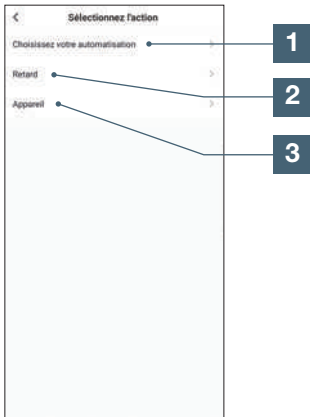 Sélectionnez l'action
Choisissez votre automatisation
1
Retard
2
Appareil
3